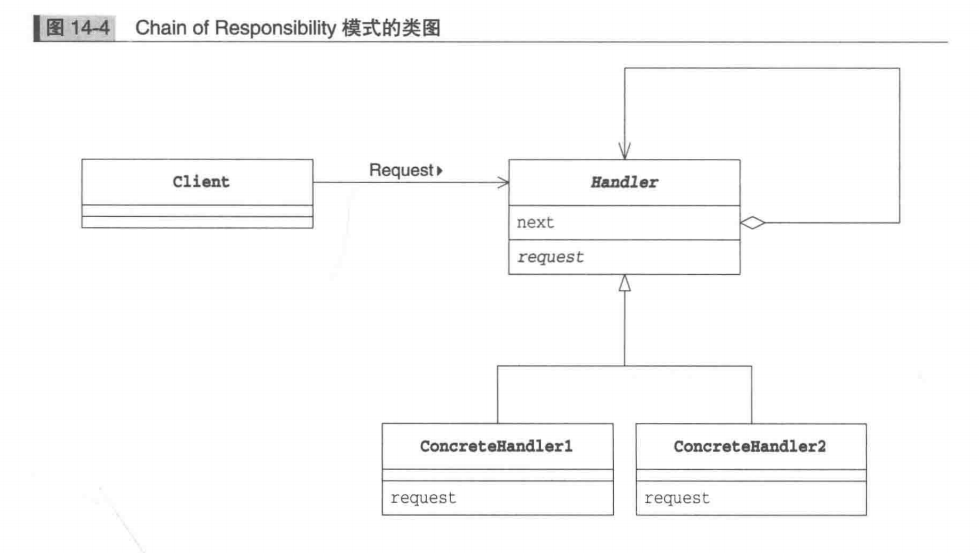 图 14-4 Chain of Responsibility 模式的类图
Request
Client
Handler
next
request
ConcreteHandler1
ConcreteHandler2
request
request